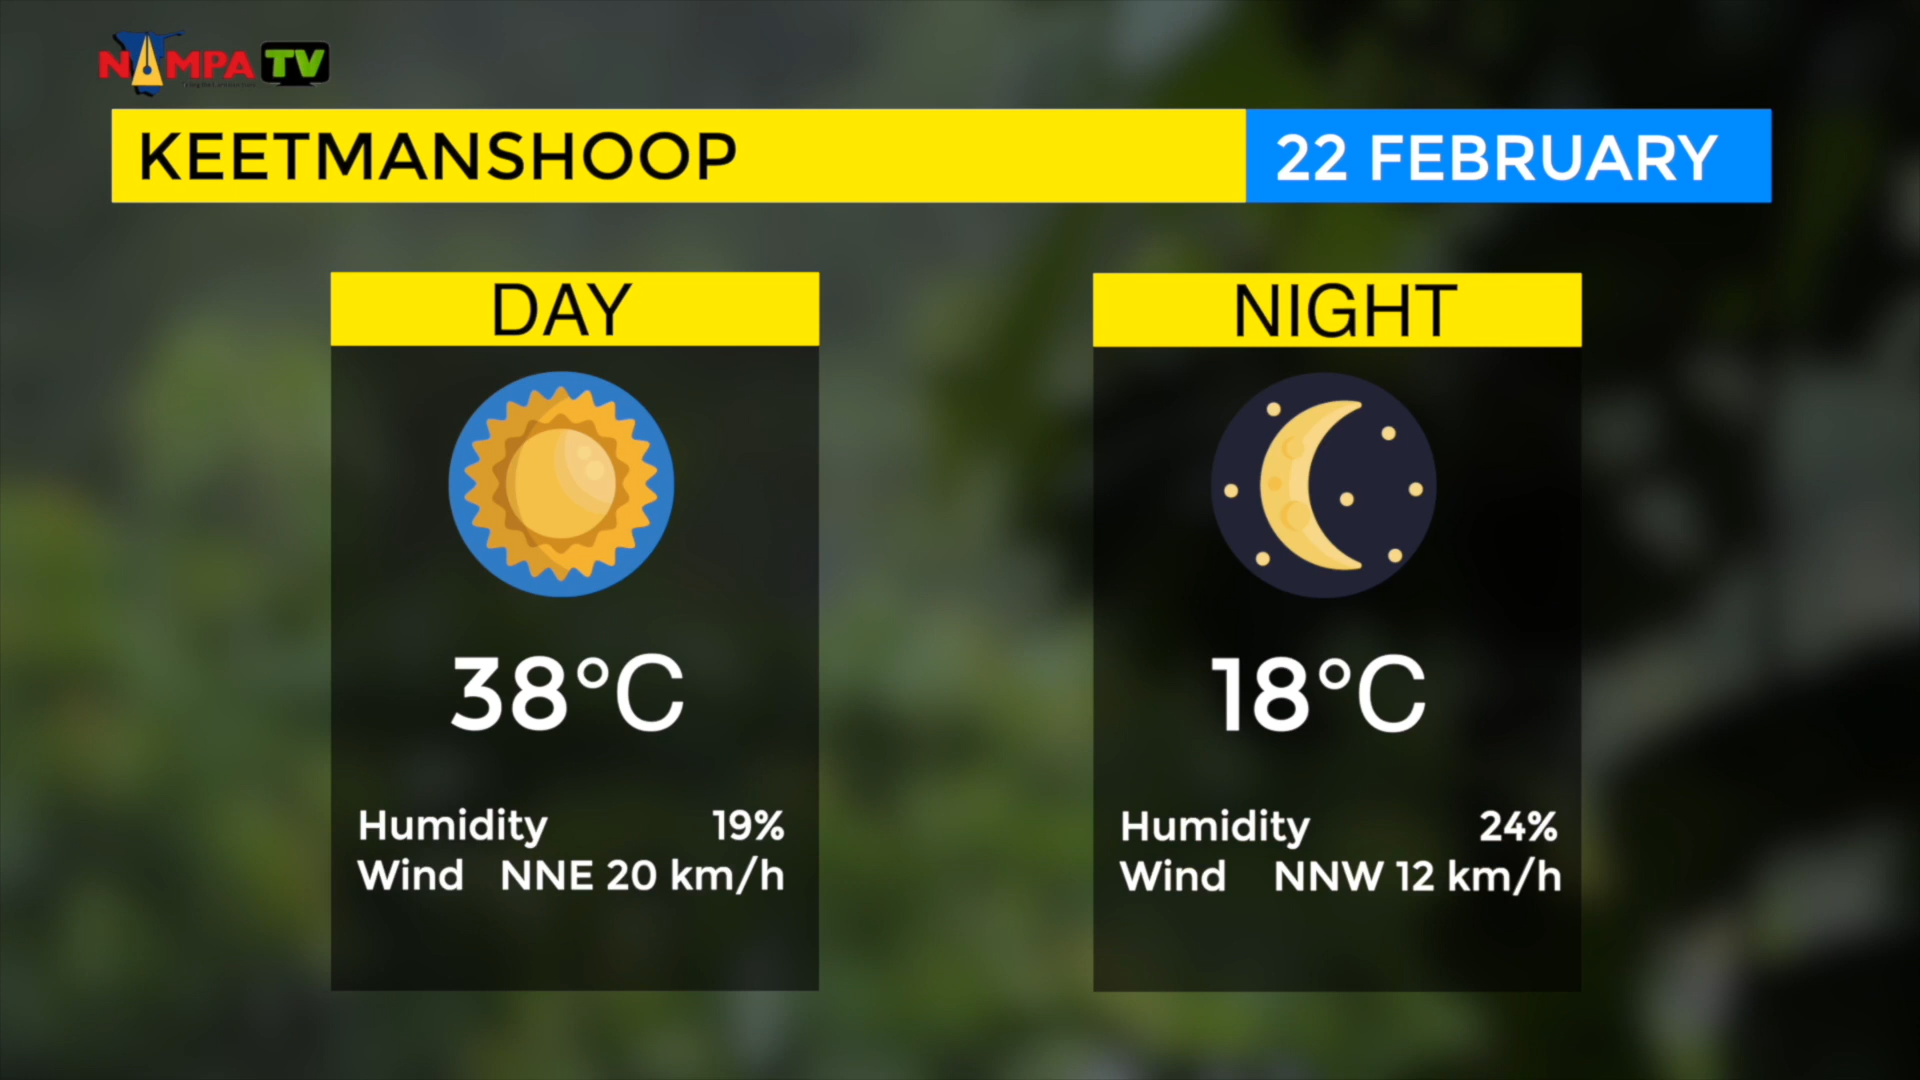 NAMPA TV
KEETMANSHOOP
22 FEBRUARY
DAY
38°C
Humidity 19%
Wind NNE 20 km/h
NIGHT
18°C
Humidity 24%
Wind NNW 12 km/h